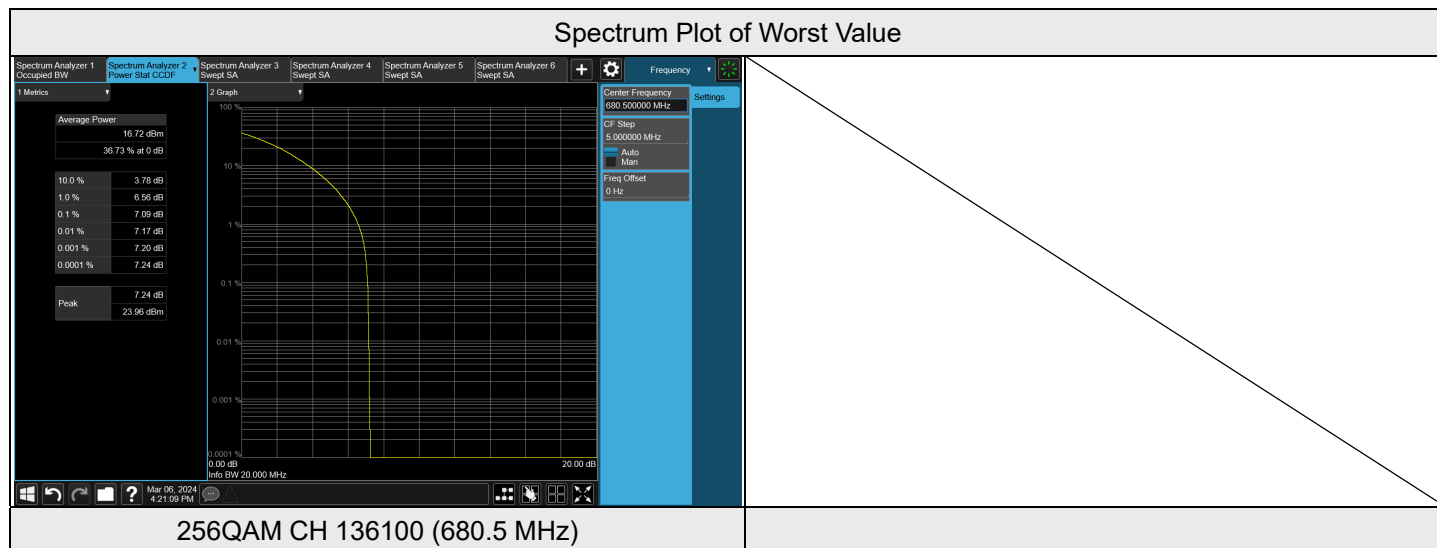 Spectrum Plot of Worst Value
Spectrum Analyzer 1
Occupied BW
Spectrum Analyzer 2
Power Stat CCDF
Spectrum Analyzer 3
Swept SA
Spectrum Analyzer 4
Swept SA
Spectrum Analyzer 5
Swept SA
Spectrum Analyzer 6
Swept SA
+
Frequency
1 Metrics
2 Graph
Average Power
16.72 dBm
36.73 % at 0 dB
10.0 % 3.78 dB
1.0 % 6.56 dB
0.1 % 7.09 dB
0.01 % 7.17 dB
0.001 % 7.20 dB
0.0001 % 7.24 dB
Peak
7.24 dB
23.96 dBm
100 %
10 %
1 %
0.1 %
0.01 %
0.001 %
0.0001 %
0.00 dB 20.00 dB
Info BW 20.000 MHz
Center Frequency
680.500000 MHz
Settings
CF Step
5.000000 MHz
Auto
Man
Freq Offset
0 Hz
?
Mar 06, 2024
4:21:09 PM
256QAM CH 136100 (680.5 MHz)